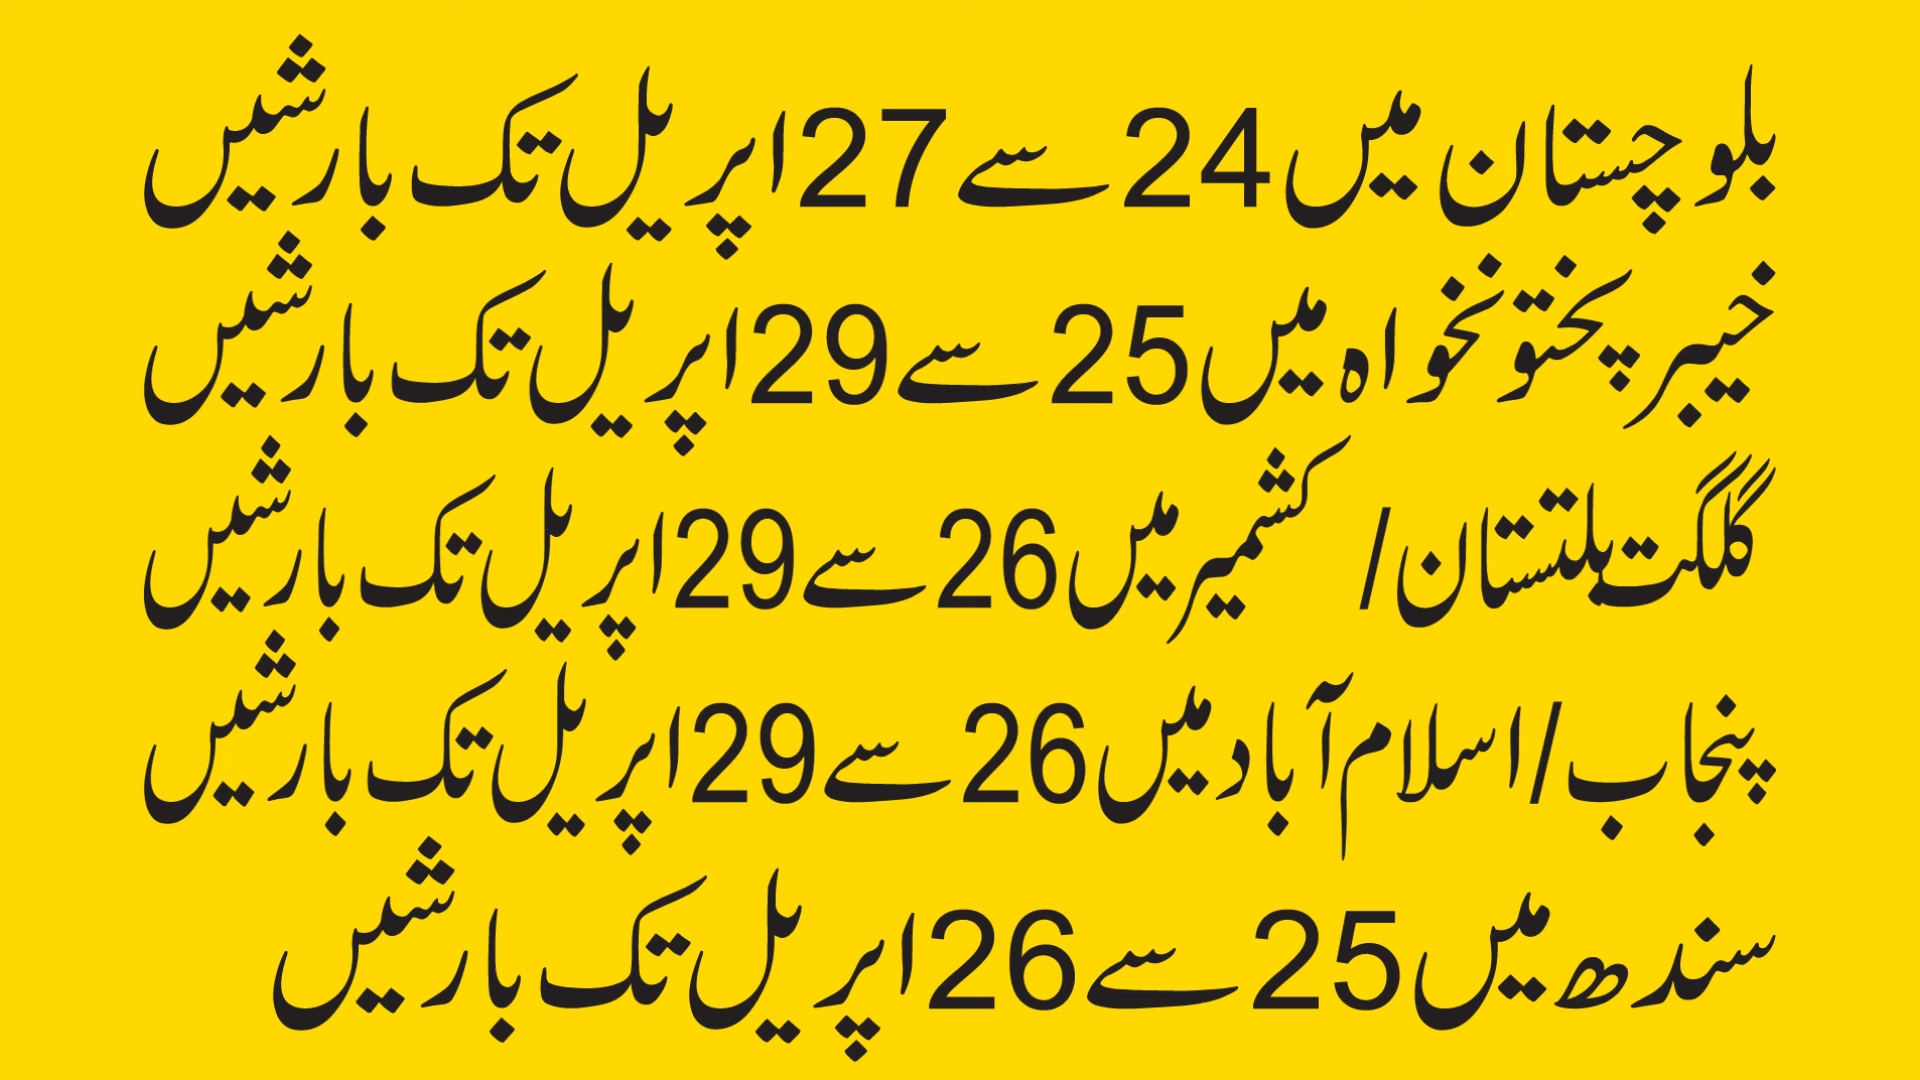 بلوچستان میں 24 سے 27 اپریل تک بارشیں
خیبر پختونخواہ میں 25 سے 29 اپریل تک بارشیں
گلگت بلتستان / کشمیر میں 26 سے 29 اپریل تک بارشیں
پنجاب / اسلام آباد میں 26 سے 29 اپریل تک بارشیں
سندھ میں 25 سے 26 اپریل تک بارشیں